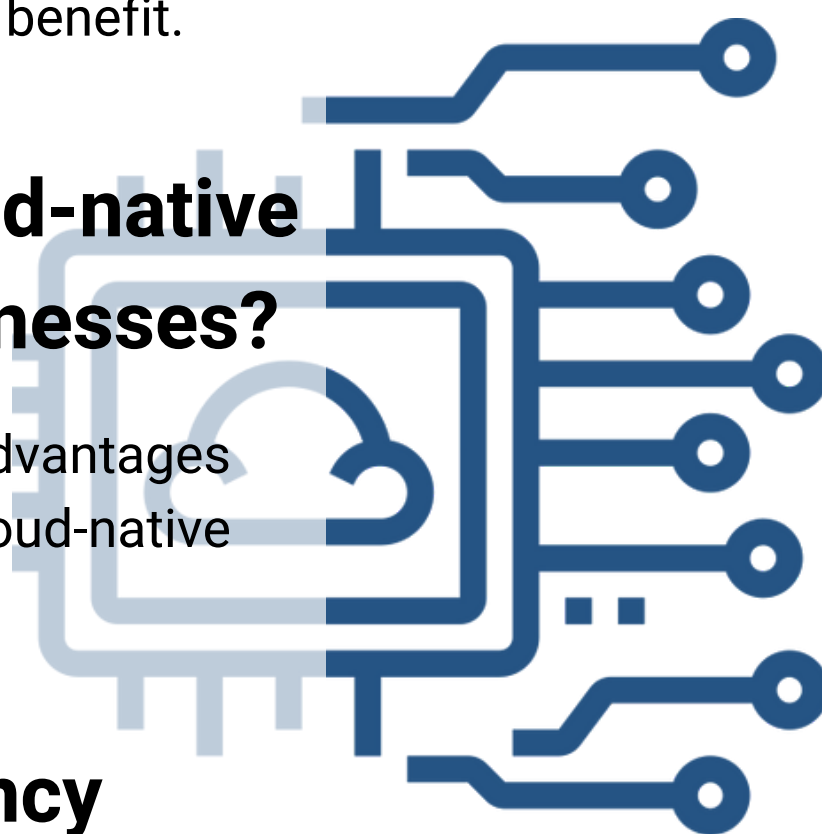 benefit.
d-native
nesses?
dvantages
oud-native
ncy